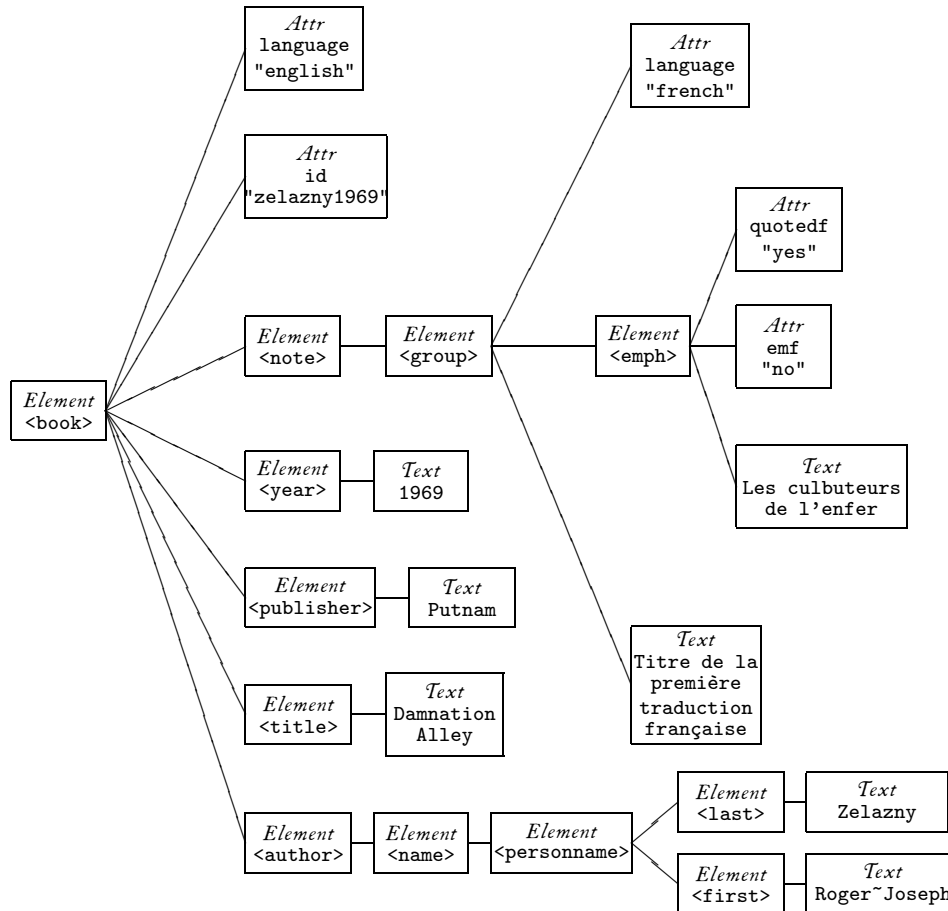 Attr
language
"english"
Attr
language
"french"
Attr
id
"zelazny1969"
Attr
quotedf
"yes"
Element
<note>
Element
<group>
Element
<emph>
Attr
emf
"no"
Element
<book>
Element
<year>
Text
1969
Text
Les culbuteurs
de l'enfer
Element
<publisher>
Text
Putnam
Text
Titre de la
première
traduction
française
Element
<title>
Text
Damnation
Alley
Element
<last>
Text
Zelazny
Element
<author>
Element
<name>
Element
<personname>
Element
<first>
Text
Roger~Joseph